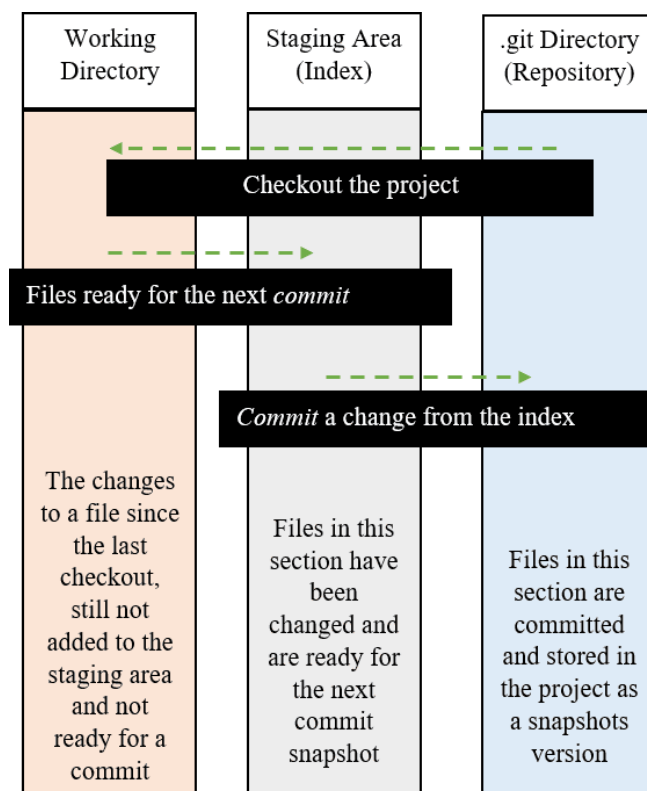 Working
Directory
Staging Area
(Index)
.git Directory
(Repository)
Checkout the project
Files ready for the next commit
Commit a change from the index
The changes
to a file since
the last
checkout,
still not
added to the
staging area
and not
ready for a
commit
Files in this
section have
been
changed and
are ready for
the next
commit
snapshot
Files in this
section are
committed
and stored in
the project as
a snapshots
version